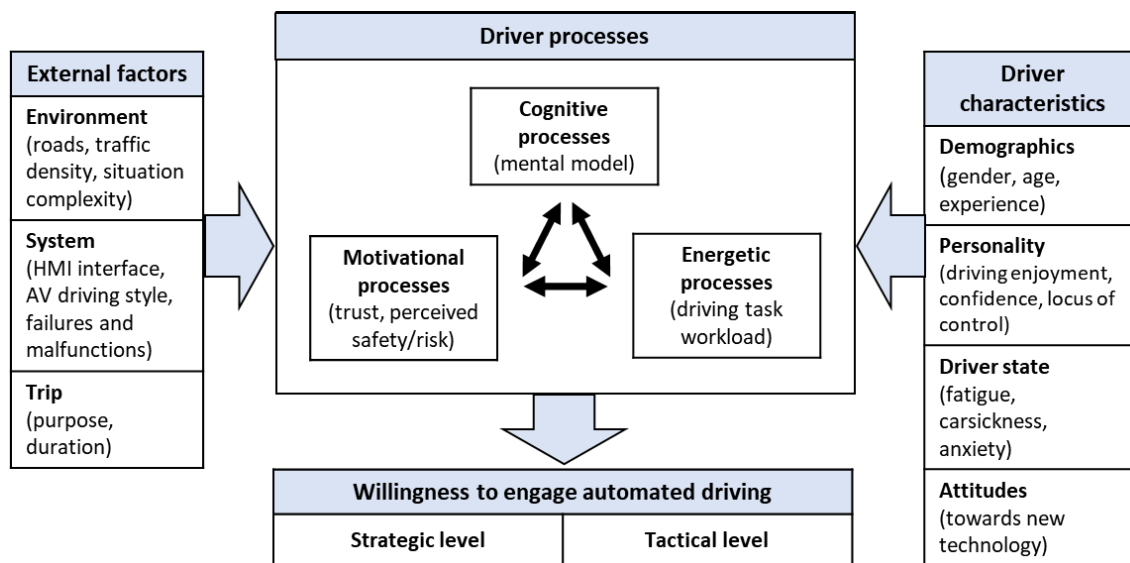 External factors
Environment
(roads, traffic
density, situation
complexity)
System
(HMI interface,
AV driving style,
failures and
malfunctions)
Trip
(purpose,
duration)
Driver processes
Cognitive
processes
(mental model)
Motivational
processes
(trust, perceived
safety/risk)
Energetic
processes
(driving task
workload)
Driver
characteristics
Demographics
(gender, age,
experience)
Personality
(driving enjoyment,
confidence, locus of
control)
Driver state
(fatigue,
carsickness,
anxiety)
Attitudes
(towards new
technology)
Willingness to engage automated driving
Strategic level
Tactical level